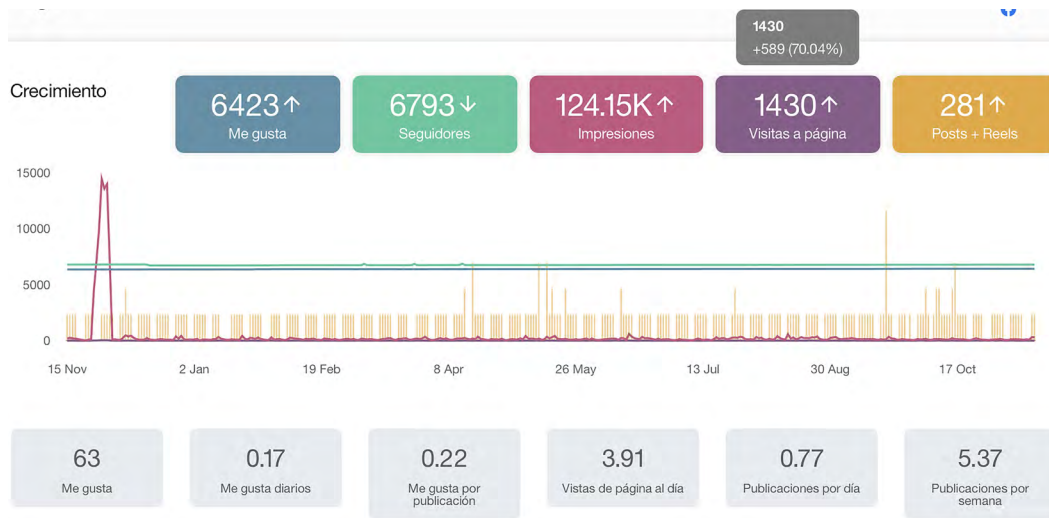 1430
+589 (70.04%)
Crecimiento
6423↑
Me gusta
6793↓
Seguidores
124.15K↑
Impresiones
1430↑
Visitas a página
281↑
Posts + Reels
15000
10000
5000
0
15 Nov
2 Jan
19 Feb
8 Apr
26 May
13 Jul
30 Aug
17 Oct
63
Me gusta
0.17
Me gusta diarios
0.22
Me gusta por
publicación
3.91
Vistas de página al día
0.77
Publicaciones por día
5.37
Publicaciones por
semana